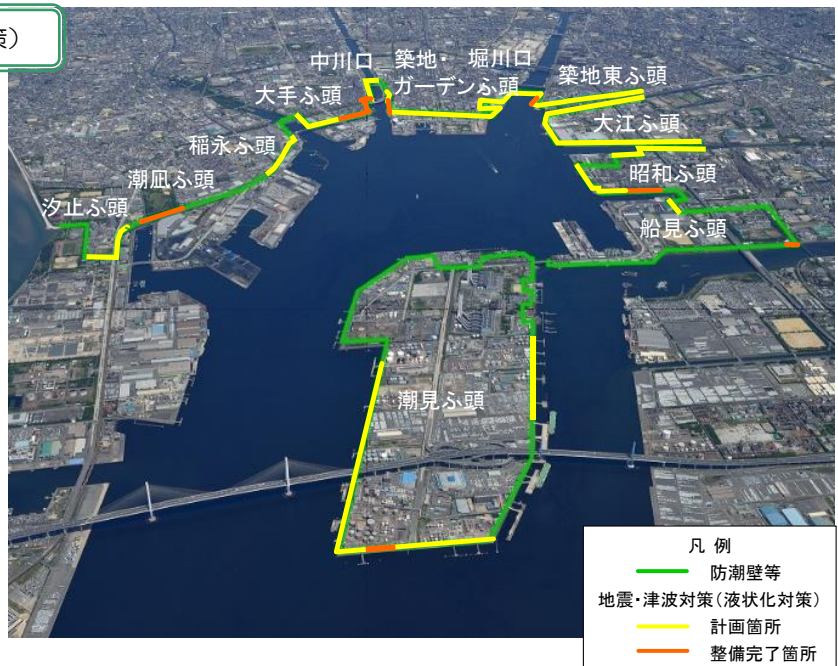 策）
中川口
築地・
ガーデンふ頭
堀川口
築地東ふ頭
大手ふ頭
大江ふ頭
稲永ふ頭
昭和ふ頭
潮凪ふ頭
船見ふ頭
汐止ふ頭
潮見ふ頭
凡 例
防潮壁等
地震・津波対策（液状化対策）
計画箇所
整備完了箇所